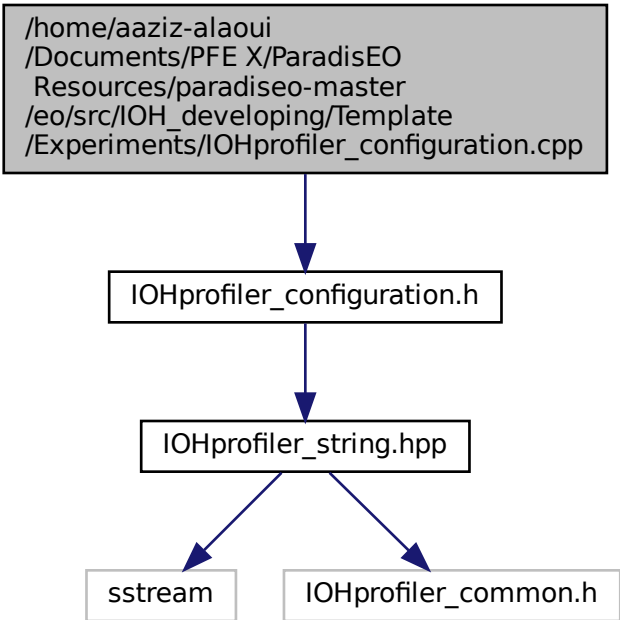 /home/aaziz-alaoui
/Documents/PFE X/ParadisEO
Resources/paradiseo-master
/eo/src/IOH_developing/Template
/Experiments/IOHprofiler_configuration.cpp
IOHprofiler_configuration.h
IOHprofiler_string.hpp
sstream
IOHprofiler_common.h